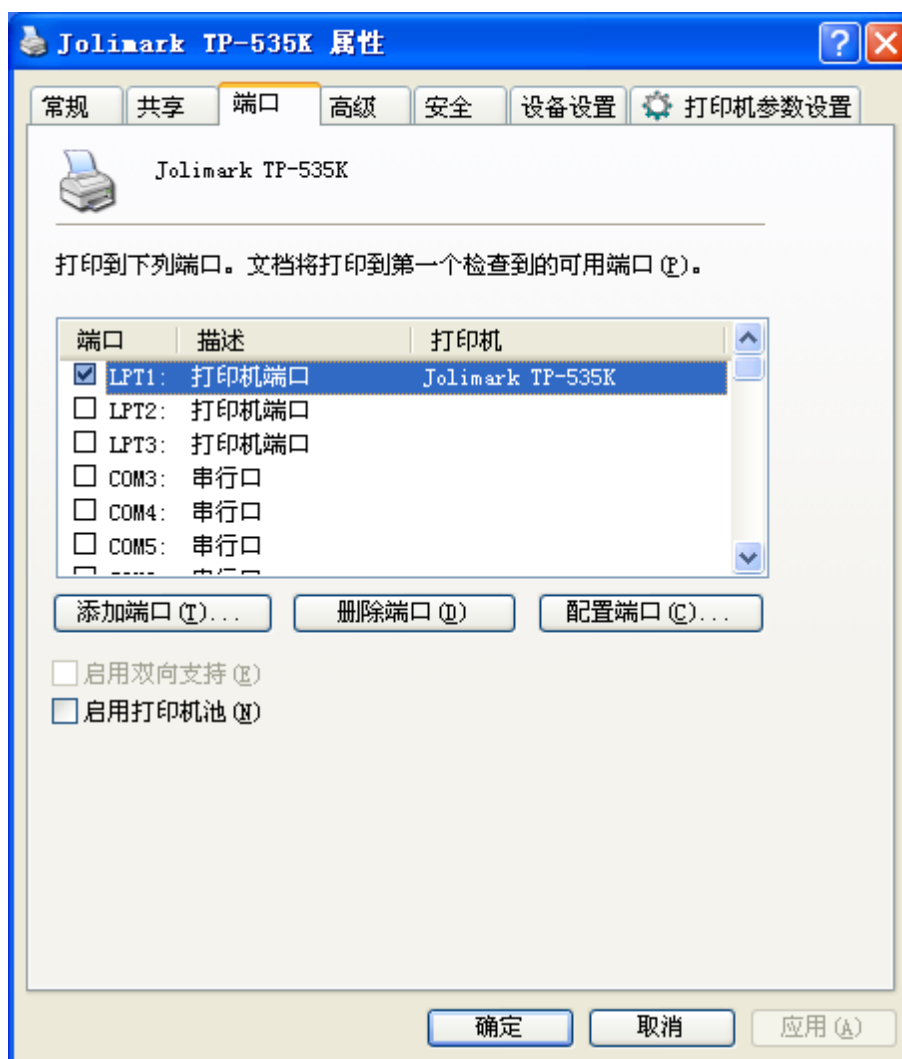 Jolimark TP-535K 属性
常规 共享 端口 高级 安全 设备设置 打印机参数设置
Jolimark TP-535K
打印到下列端口。文档将打印到第一个检查到的可用端口(P)。
端口 描述 打印机
LPT1: 打印机端口 Jolimark TP-535K
LPT2: 打印机端口
LPT3: 打印机端口
COM3: 串行口
COM4: 串行口
COM5: 串行口
添加端口(T)... 删除端口(D) 配置端口(C)...
启用双向支持(E)
启用打印机池(N)
确定 取消 应用(A)